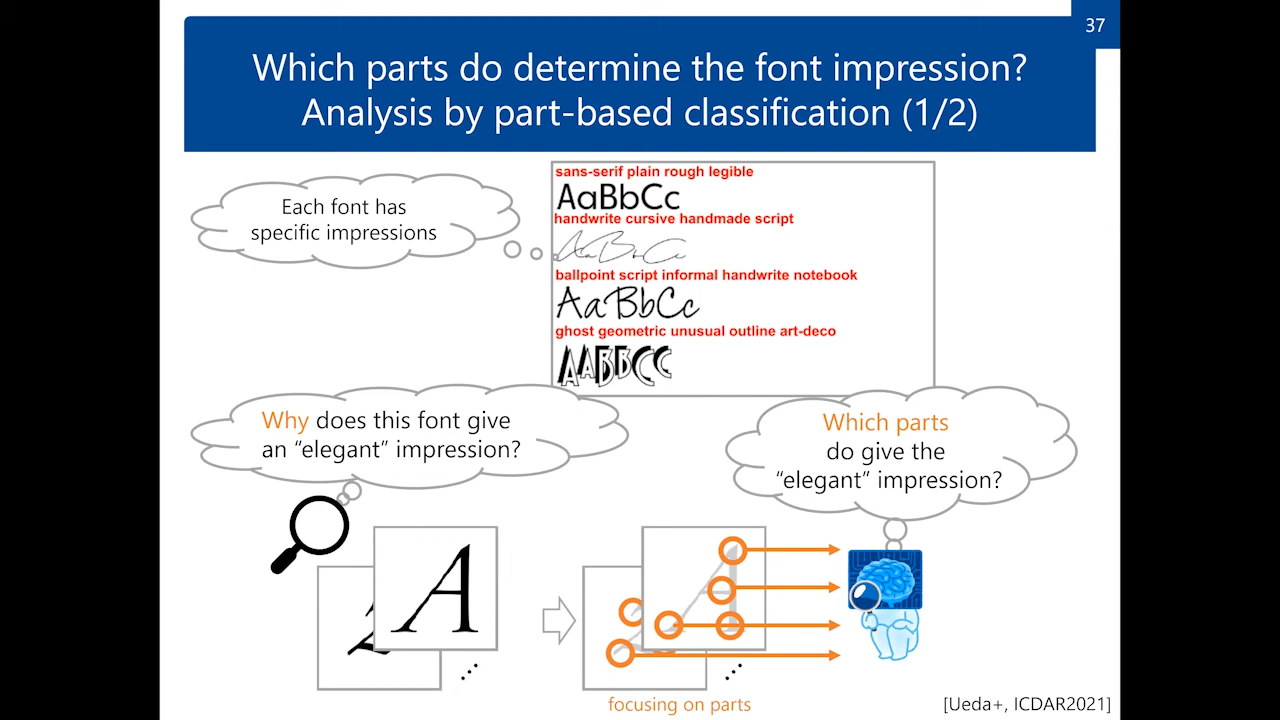 37
Which parts do determine the font impression?
Analysis by part-based classification (1/2)
Each font has
specific impressions
sans-serif plain rough legible
AaBbCc
handwrite cursive handmade script
AaBbCc
ballpoint script informal handwrite notebook
AaBbCc
ghost geometric unusual outline art-deco
AABBCC
Why does this font give
an “elegant” impression?
Which parts
do give the
“elegant” impression?
A
A
focusing on parts
[Ueda+, ICDAR2021]